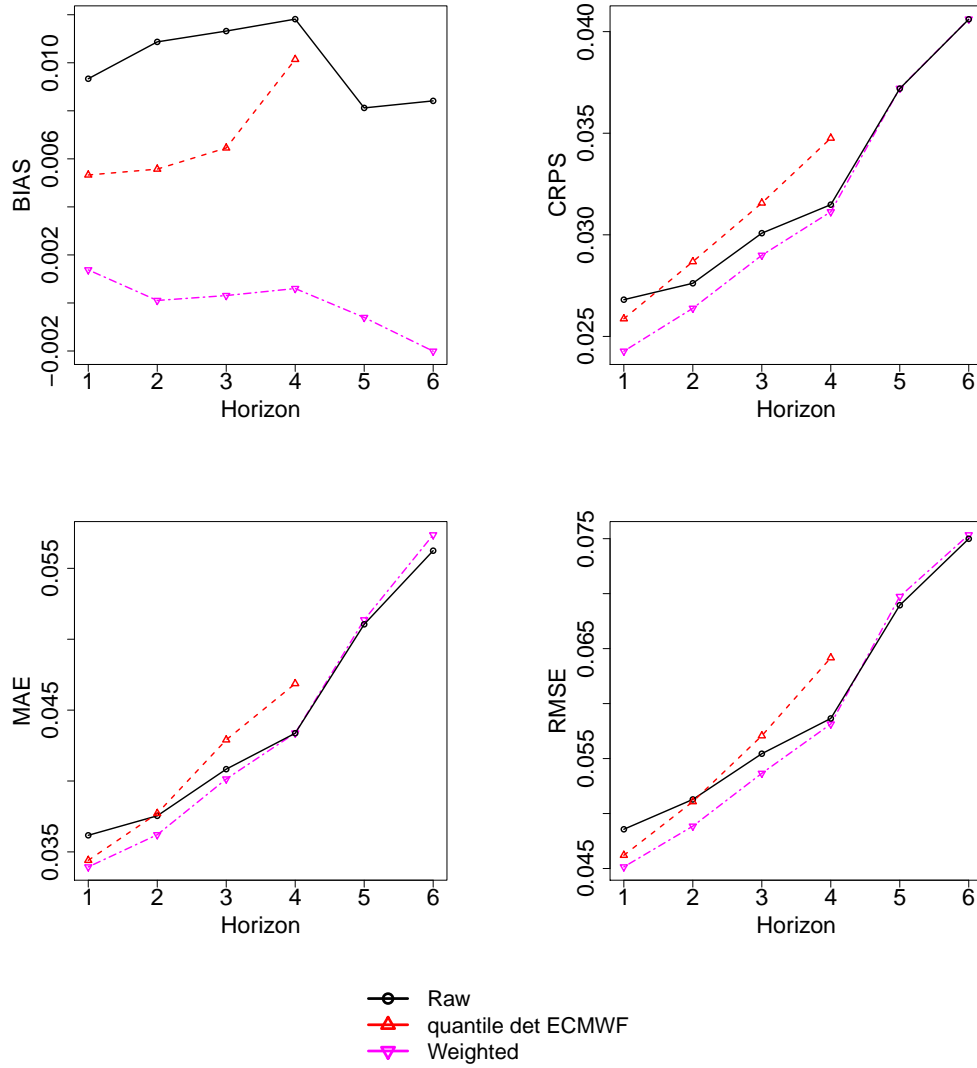 BIAS
0.010
0.006
0.002
−0.002
1 2 3 4 5 6
Horizon
CRPS
0.040
0.035
0.030
0.025
1 2 3 4 5 6
Horizon
MAE
0.055
0.045
0.035
1 2 3 4 5 6
Horizon
RMSE
0.075
0.065
0.055
0.045
1 2 3 4 5 6
Horizon
Raw
quantile det ECMWF
Weighted